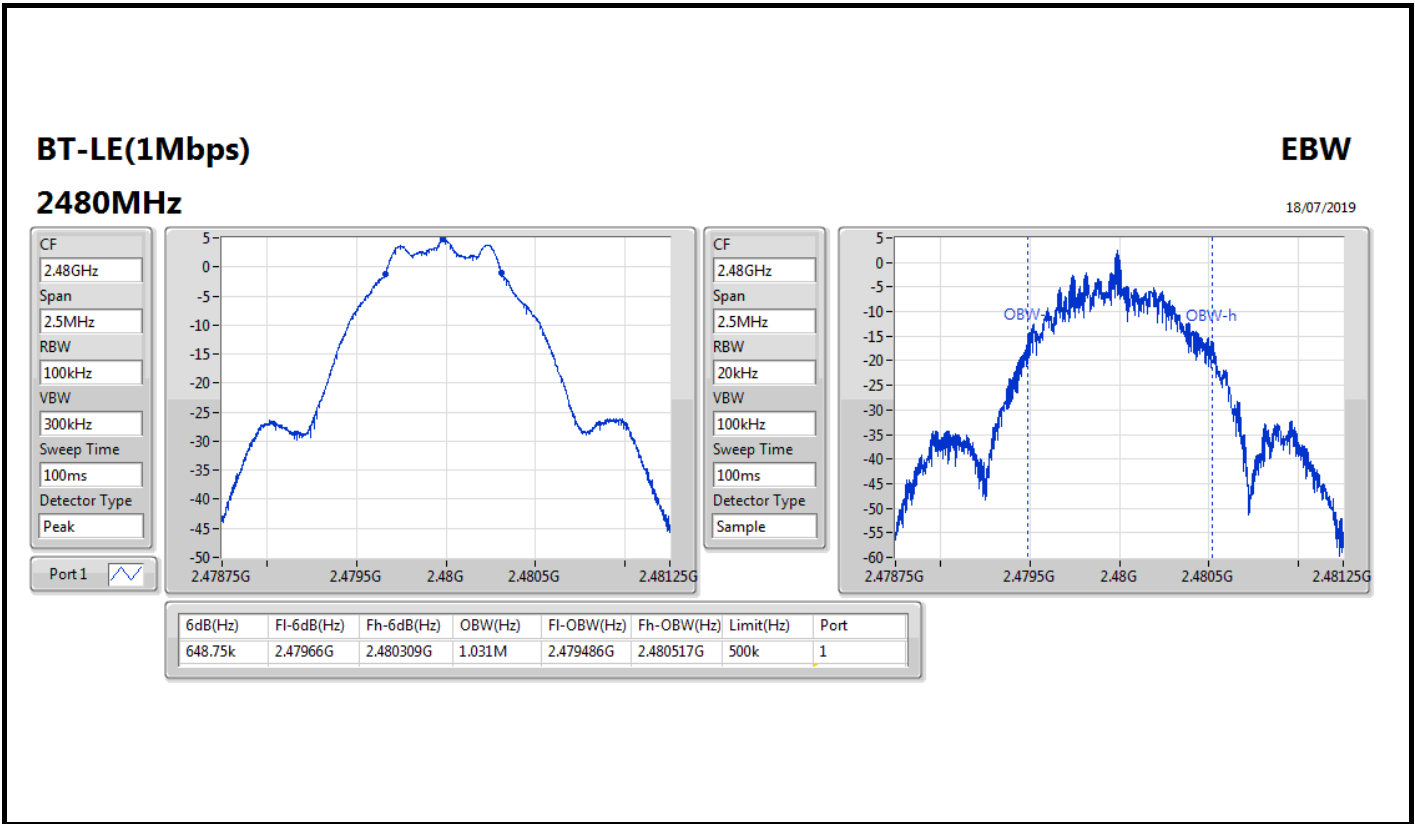 BT-LE(1Mbps)
EBW
2480MHz
18/07/2019
CF
2.48GHz
Span
2.5MHz
RBW
100kHz
VBW
300kHz
Sweep Time
100ms
Detector Type
Peak
Port 1
5
0
-5
-10
-15
-20
-25
-30
-35
-40
-45
-50
2.47875G 2.4795G 2.48G 2.4805G 2.48125G
CF
2.48GHz
Span
2.5MHz
RBW
20kHz
VBW
100kHz
Sweep Time
100ms
Detector Type
Sample
5
0
-5
-10
-15
-20
-25
-30
-35
-40
-45
-50
-55
-60
OBW-h
2.47875G 2.4795G 2.48G 2.4805G 2.48125G
6dB(Hz) Fl-6dB(Hz) Fh-6dB(Hz) OBW(Hz) Fl-OBW(Hz) Fh-OBW(Hz) Limit(Hz) Port
648.75k 2.47966G 2.480309G 1.031M 2.479486G 2.480517G 500k 1